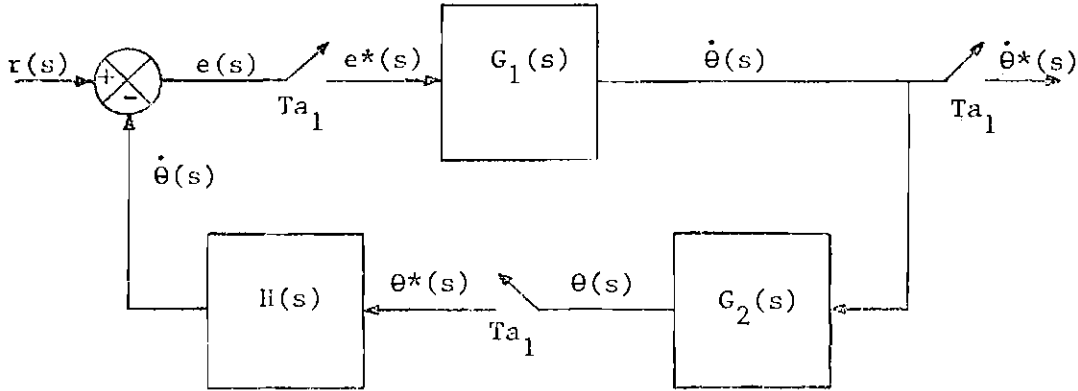 r(s)
+
-
e(s)
Ta₁
e*(s)
G₁(s)
θ̇(s)
Ta₁
θ̇*(s)
θ̇(s)
H(s)
θ*(s)
Ta₁
θ(s)
G₂(s)